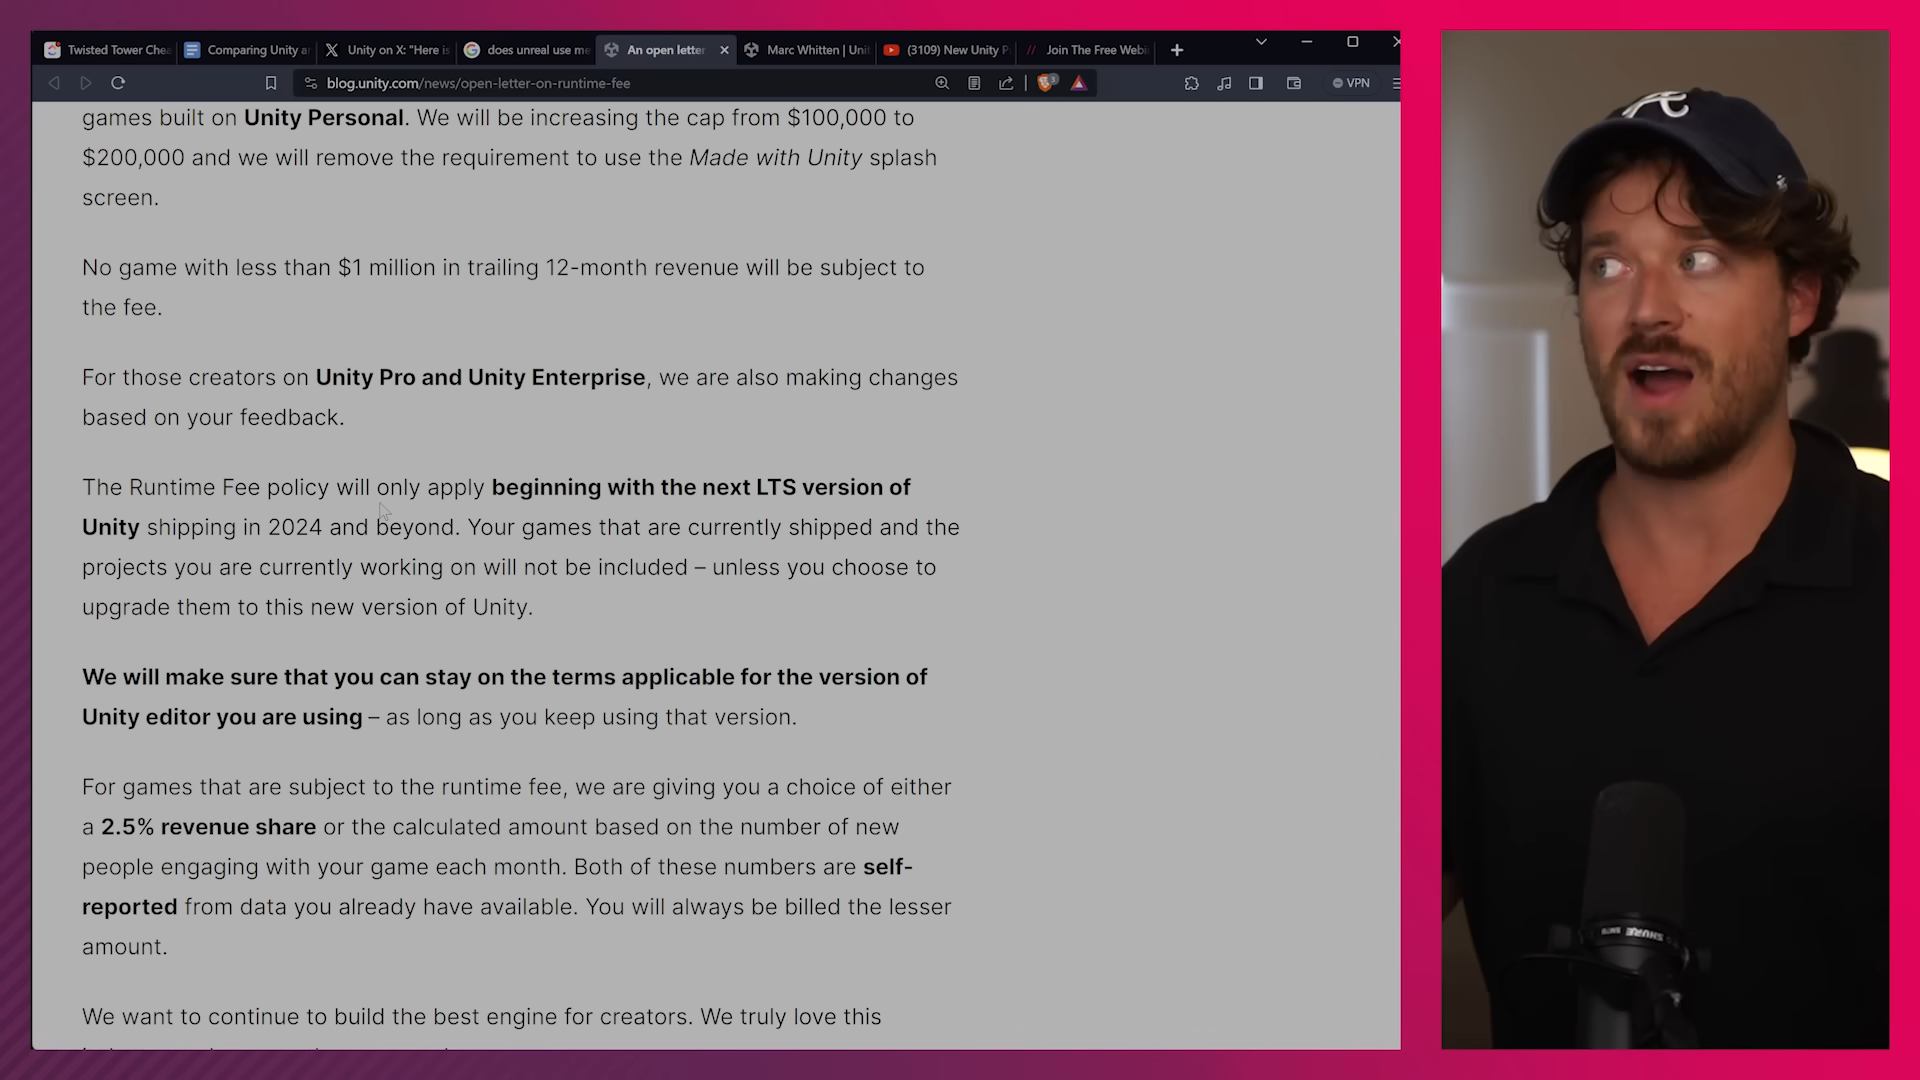 Twisted Tower Chea
Comparing Unity a
Unity on X: "Here is
does unreal use me
An open letter
Marc Whitten | Unit
(3109) New Unity P
Join The Free Webi
blog.unity.com/news/open-letter-on-runtime-fee
3
VPN
games built on Unity Personal. We will be increasing the cap from $100,000 to
$200,000 and we will remove the requirement to use the Made with Unity splash
screen.
No game with less than $1 million in trailing 12-month revenue will be subject to
the fee.
For those creators on Unity Pro and Unity Enterprise, we are also making changes
based on your feedback.
The Runtime Fee policy will only apply beginning with the next LTS version of
Unity shipping in 2024 and beyond. Your games that are currently shipped and the
projects you are currently working on will not be included – unless you choose to
upgrade them to this new version of Unity.
We will make sure that you can stay on the terms applicable for the version of
Unity editor you are using – as long as you keep using that version.
For games that are subject to the runtime fee, we are giving you a choice of either
a 2.5% revenue share or the calculated amount based on the number of new
people engaging with your game each month. Both of these numbers are self-
reported from data you already have available. You will always be billed the lesser
amount.
We want to continue to build the best engine for creators. We truly love this
A
SHURE